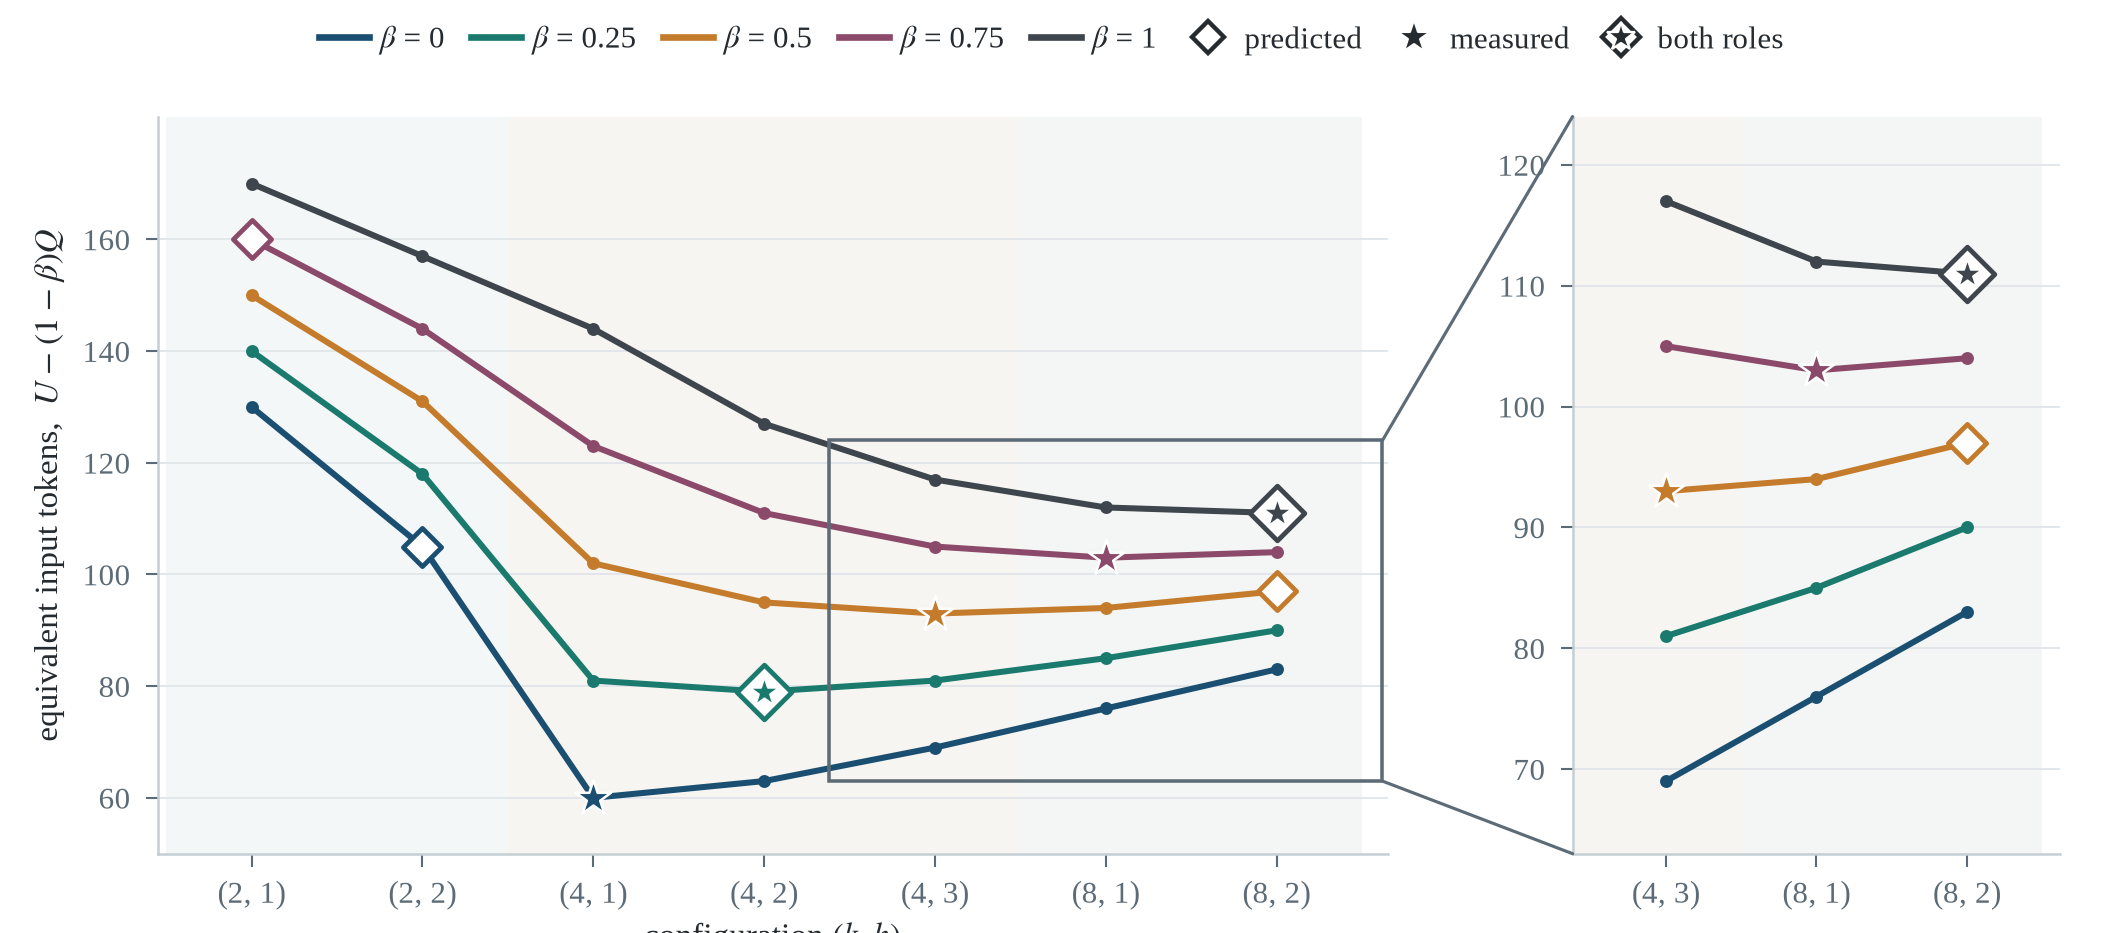 β = 0 β = 0.25 β = 0.5 β = 0.75 β = 1 predicted measured both roles
equivalent input tokens, U − (1 − β)Q
160
140
120
100
80
60
(2, 1) (2, 2) (4, 1) (4, 2) (4, 3) (8, 1) (8, 2)
configuration (k, h)
120
110
100
90
80
70
(4, 3) (8, 1) (8, 2)